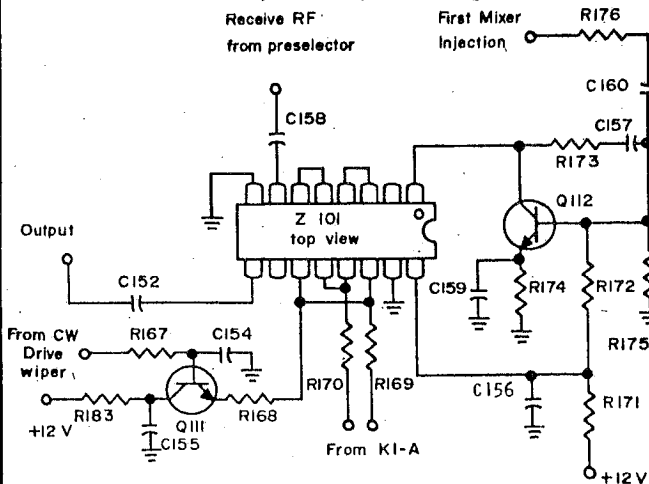 Receive RF
from preselector
First Mixer
Injection
R176
C160
C158
C157
R173
Q112
Z 101
top view
Output
C152
C159
R174
R172
R175
From CW
Drive
wiper
R167
C154
R170
R169
C156
R171
R183
Q111
R168
+12 V
C155
From K1-A
+12V